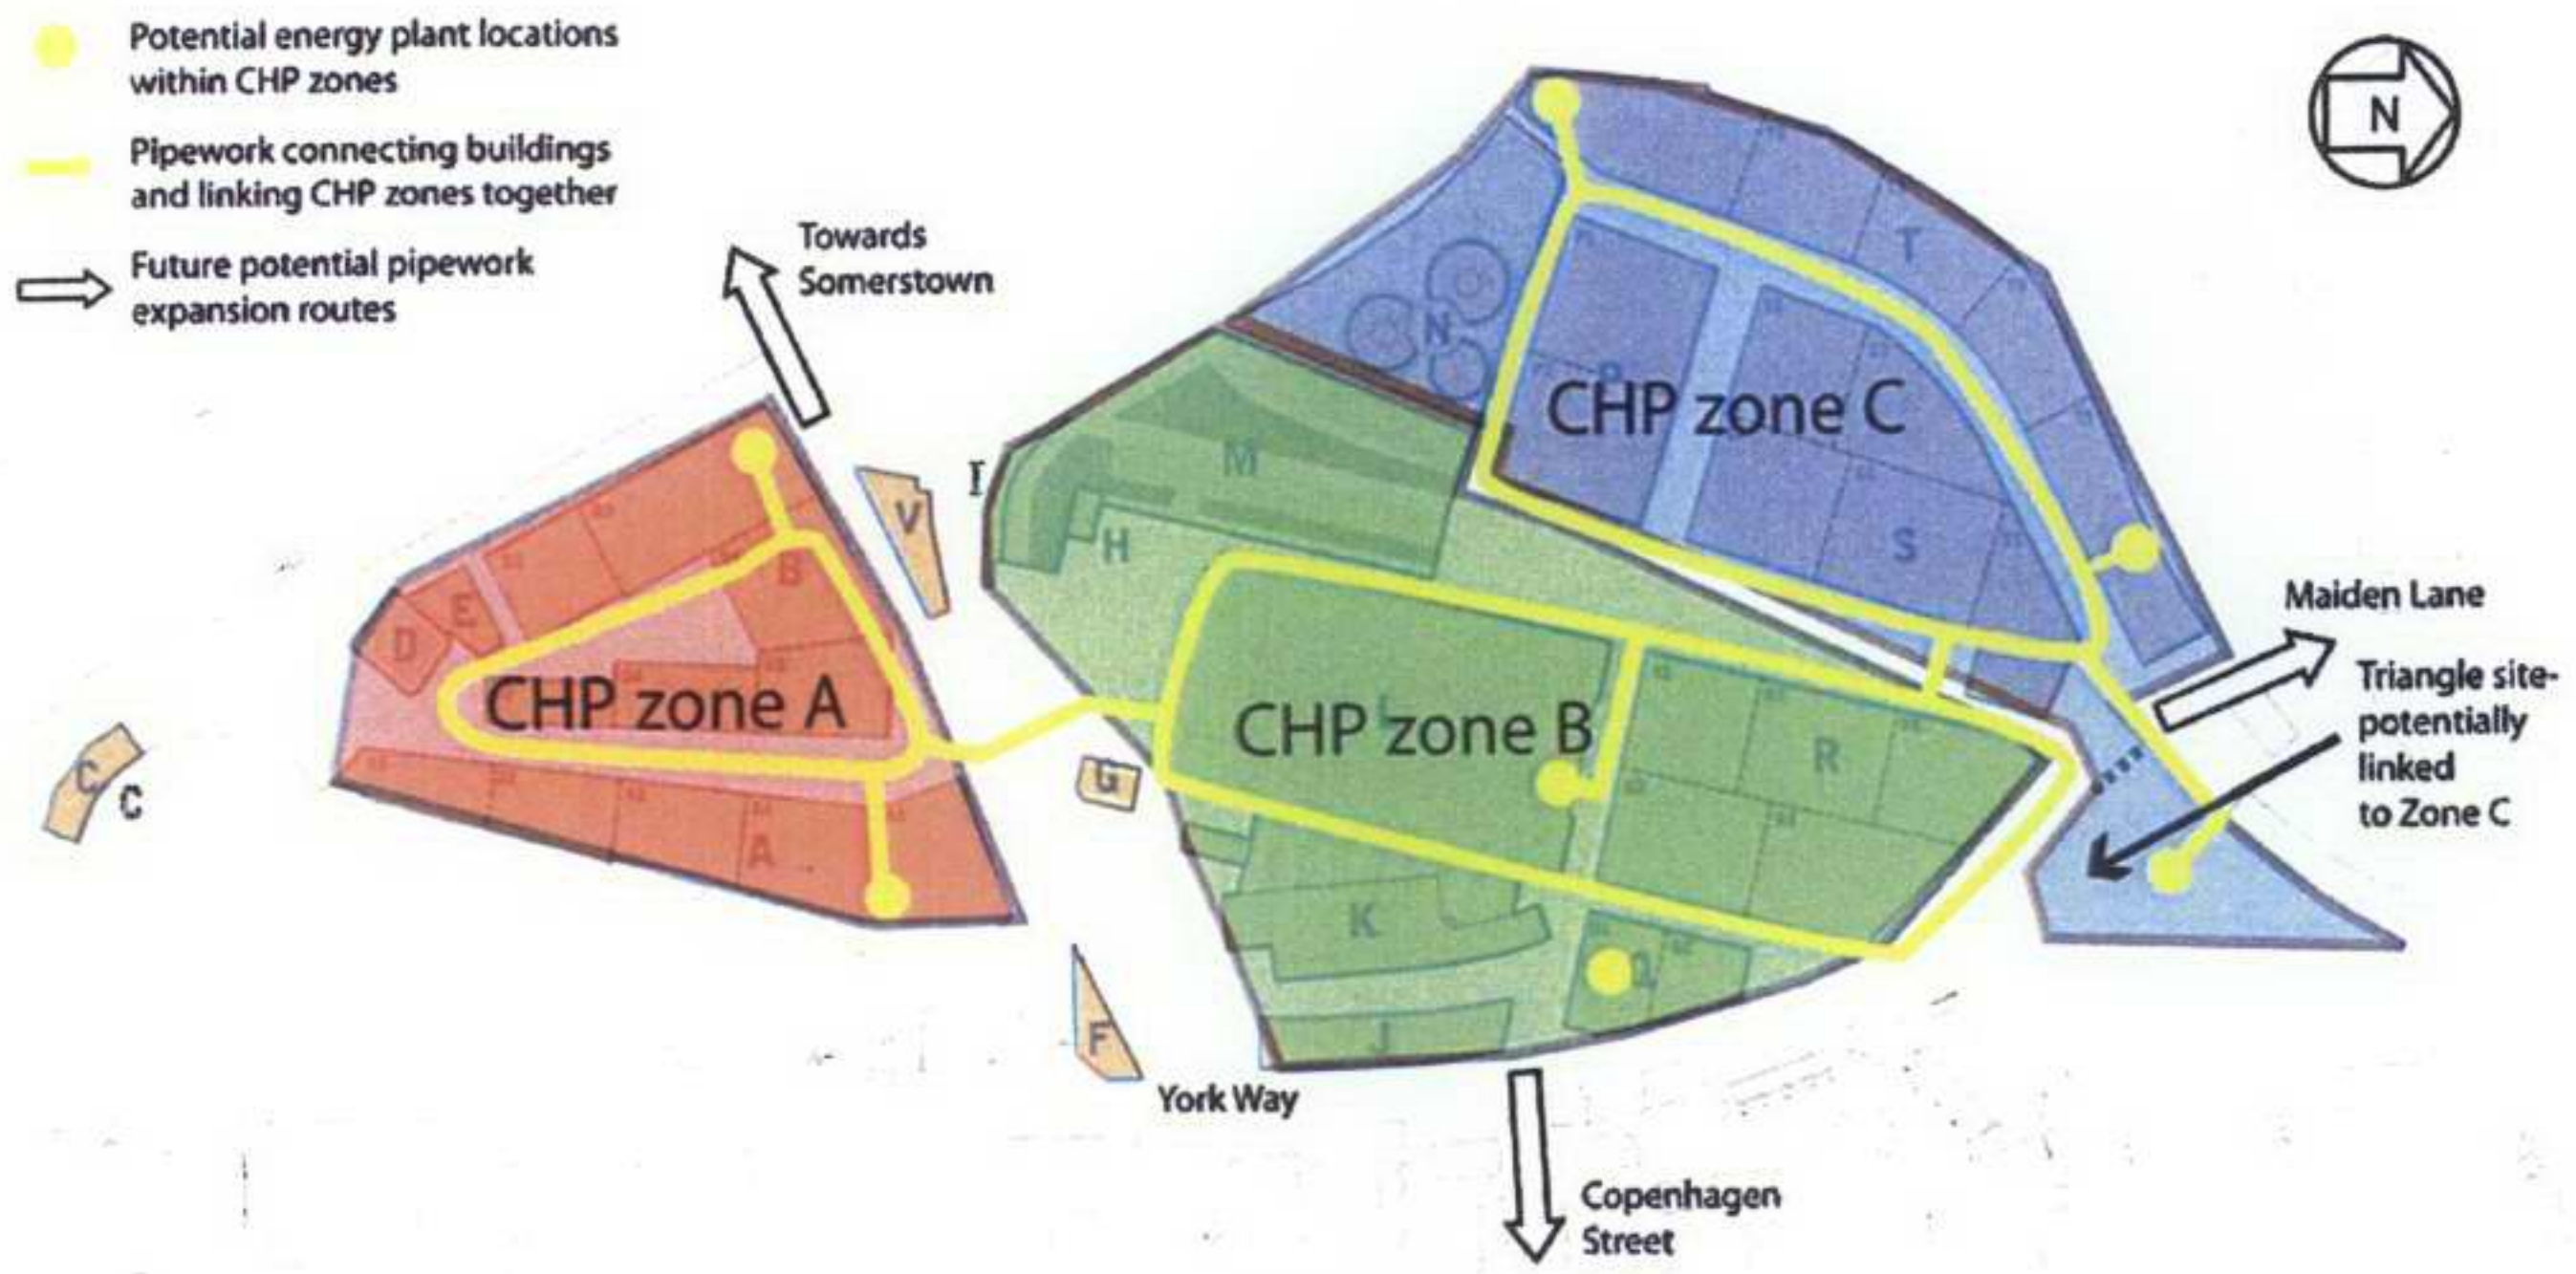 Potential energy plant locations
within CHP zones
Pipework connecting buildings
and linking CHP zones together
Future potential pipework
expansion routes
Towards
Somerstown
N
T
N
P
CHP zone C
S
I
M
V
H
B
E
D
CHP zone A
A
C
C
G
CHP zone B
R
K
J
F
Maiden Lane
Triangle site-
potentially
linked
to Zone C
York Way
Copenhagen
Street